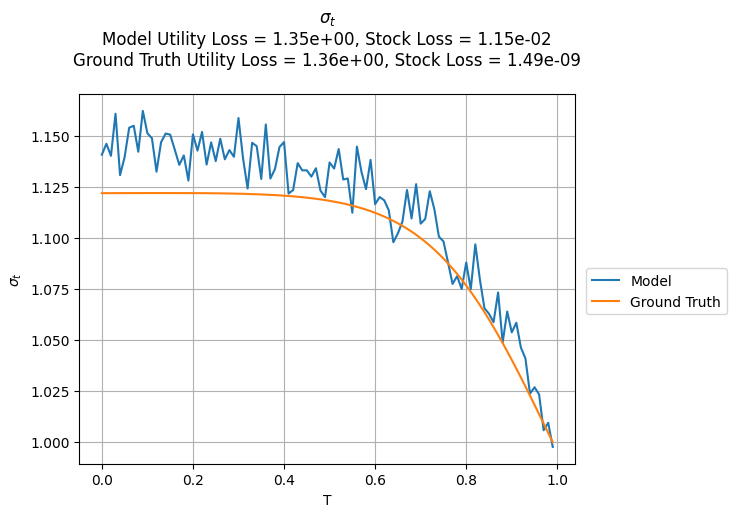 σₜ
Model Utility Loss = 1.35e+00, Stock Loss = 1.15e-02
Ground Truth Utility Loss = 1.36e+00, Stock Loss = 1.49e-09
1.150
1.125
1.100
1.075
1.050
1.025
1.000
σₜ
0.0 0.2 0.4 0.6 0.8 1.0
T
Model
Ground Truth